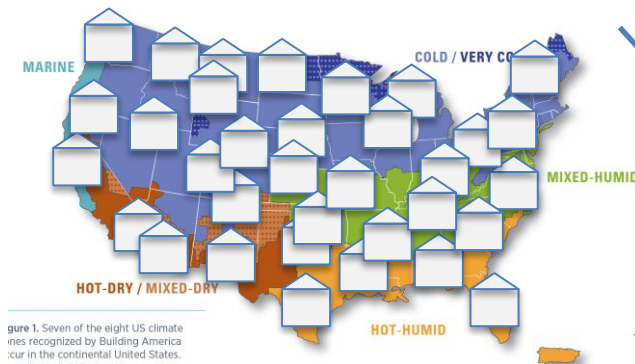 COLD / VERY CO
MARINE
MIXED-HUMID
HOT-DRY / MIXED-DRY
HOT-HUMID
gure 1. Seven of the eight US climate
ones recognized by Building America
cur in the continental United States.